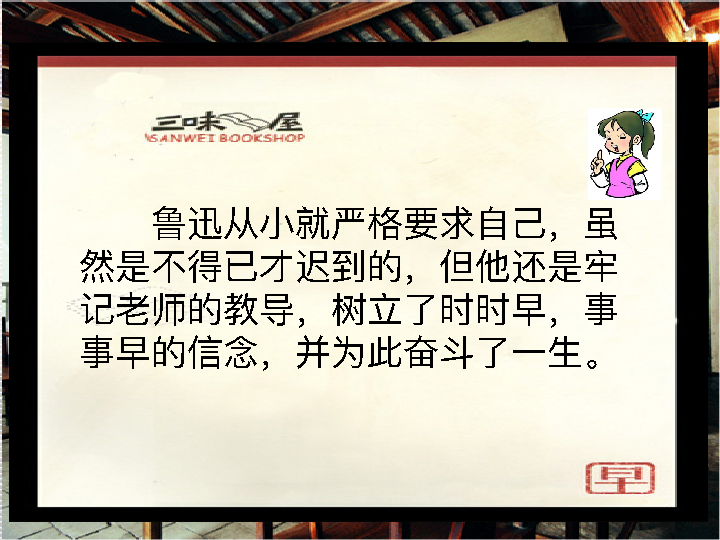 三味书屋
SANWEI BOOKSHOP
鲁迅从小就严格要求自己，虽
然是不得已才迟到的，但他还是牢
记老师的教导，树立了时时早，事
事早的信念，并为此奋斗了一生。
早